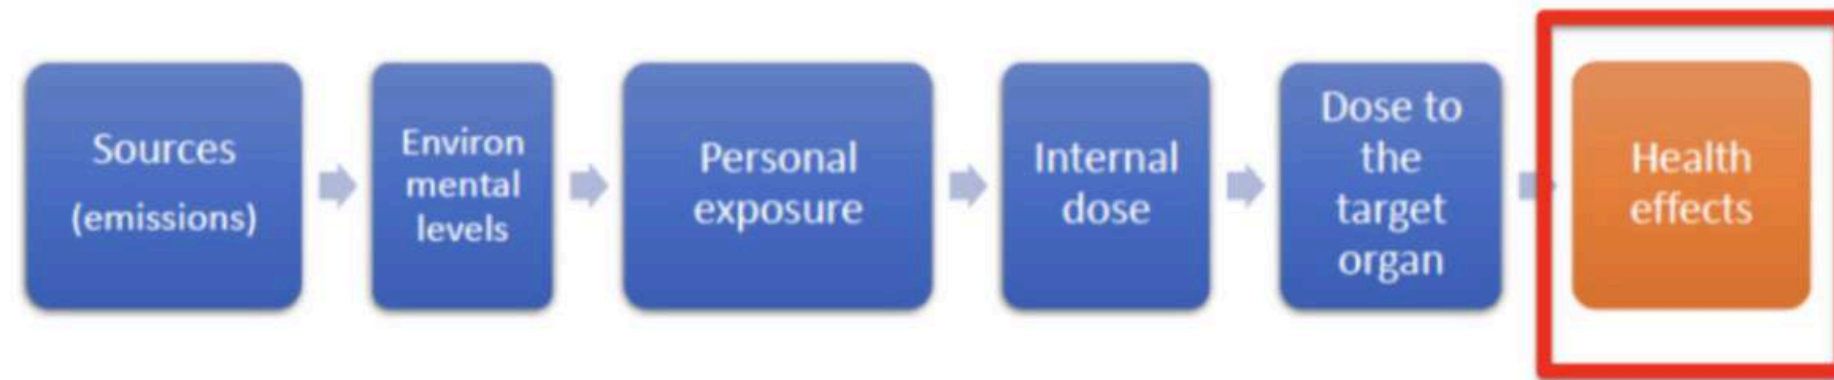 Sources
(emissions)
Environ
mental
levels
Personal
exposure
Internal
dose
Dose to
the
target
organ
Health
effects